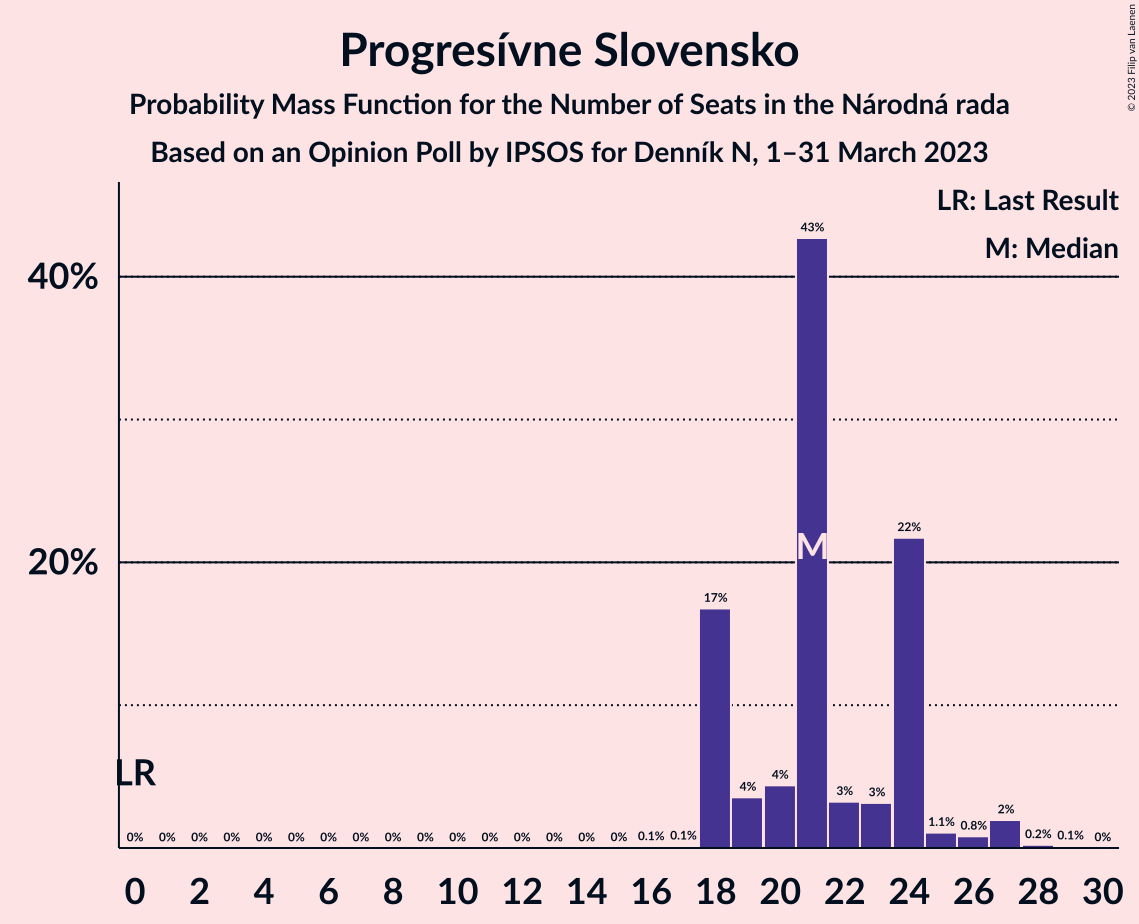 Progresívne Slovensko
Probability Mass Function for the Number of Seats in the Národná rada
Based on an Opinion Poll by IPSOS for Denník N, 1–31 March 2023
© 2023 Filip van Laenen
LR: Last Result
M: Median
40%
20%
43%
22%
17%
4% 4% 3% 3% 1.1% 0.8% 2% 0.2% 0.1% 0%
M
LR
0% 0% 0% 0% 0% 0% 0% 0% 0% 0% 0% 0% 0% 0% 0% 0% 0.1% 0.1%
0 2 4 6 8 10 12 14 16 18 20 22 24 26 28 30